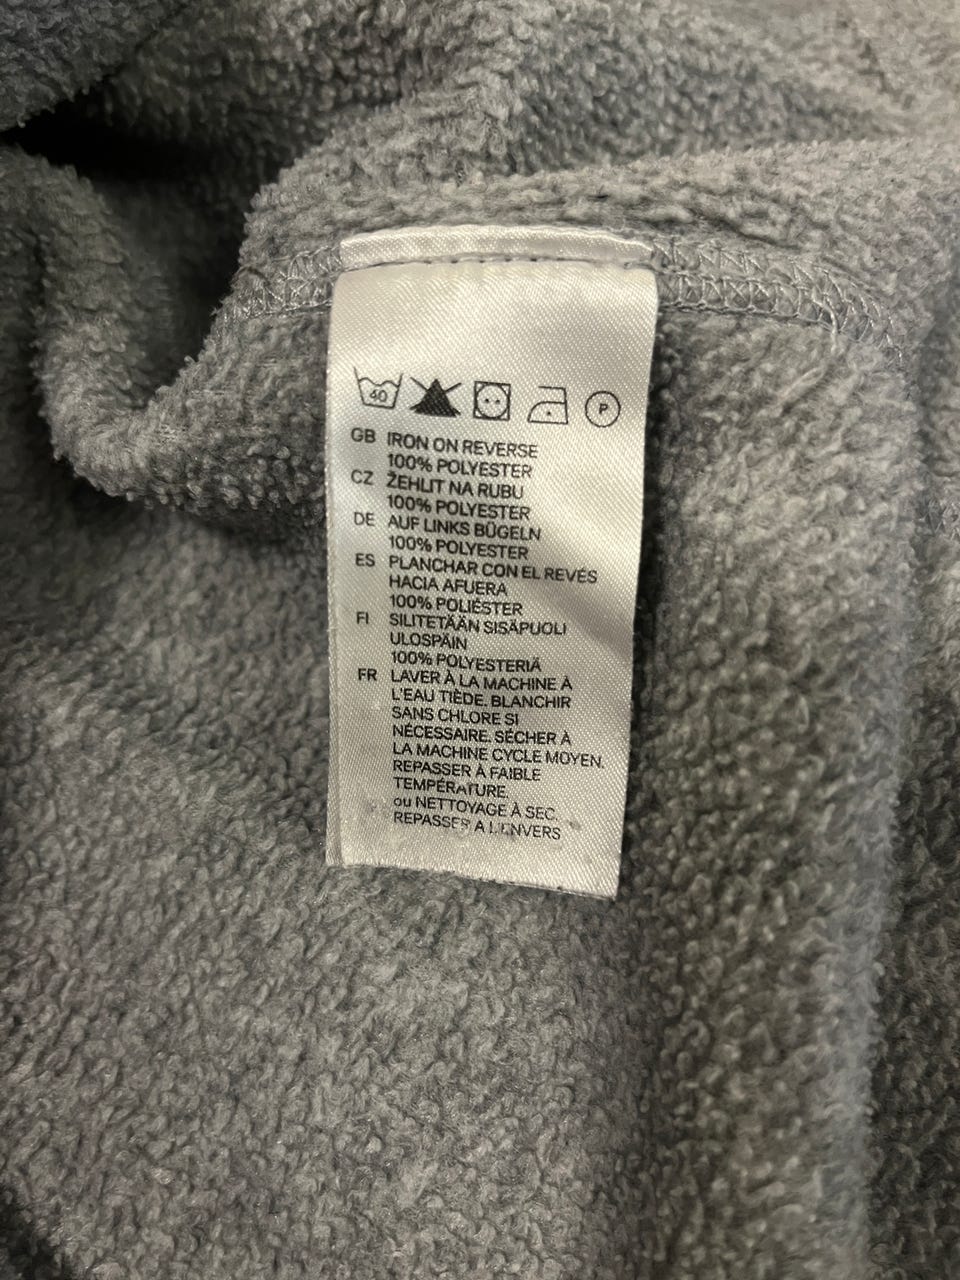 40
P
GB IRON ON REVERSE
100% POLYESTER
CZ ŽEHLIT NA RUBU
100% POLYESTER
DE AUF LINKS BÜGELN
100% POLYESTER
ES PLANCHAR CON EL REVÉS
HACIA AFUERA
100% POLIÉSTER
FI SILITETÄÄN SISÄPUOLI
ULOSPÄIN
100% POLYESTERIÄ
FR LAVER À LA MACHINE À
L'EAU TIÈDE. BLANCHIR
SANS CHLORE SI
NÉCESSAIRE. SÉCHER À
LA MACHINE CYCLE MOYEN.
REPASSER À FAIBLE
TEMPÉRATURE.
ou NETTOYAGE À SEC.
REPASSER À L'ENVERS